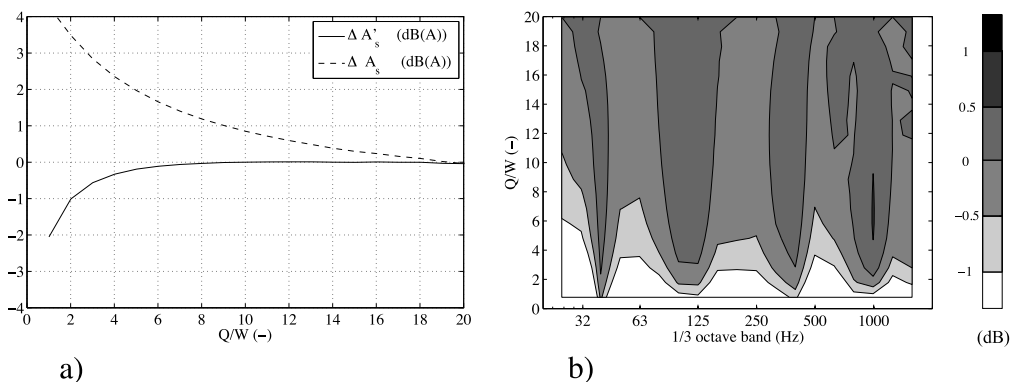 4
3
2
1
0
−1
−2
−3
−4
0 2 4 6 8 10 12 14 16 18 20
Q/W (−)
Δ A's (dB(A))
Δ As (dB(A))
a)
20
18
16
14
12
10
8
6
4
2
0
Q/W (−)
32 63 125 250 500 1000
1/3 octave band (Hz)
b)
1
0.5
0
−0.5
−1
(dB)